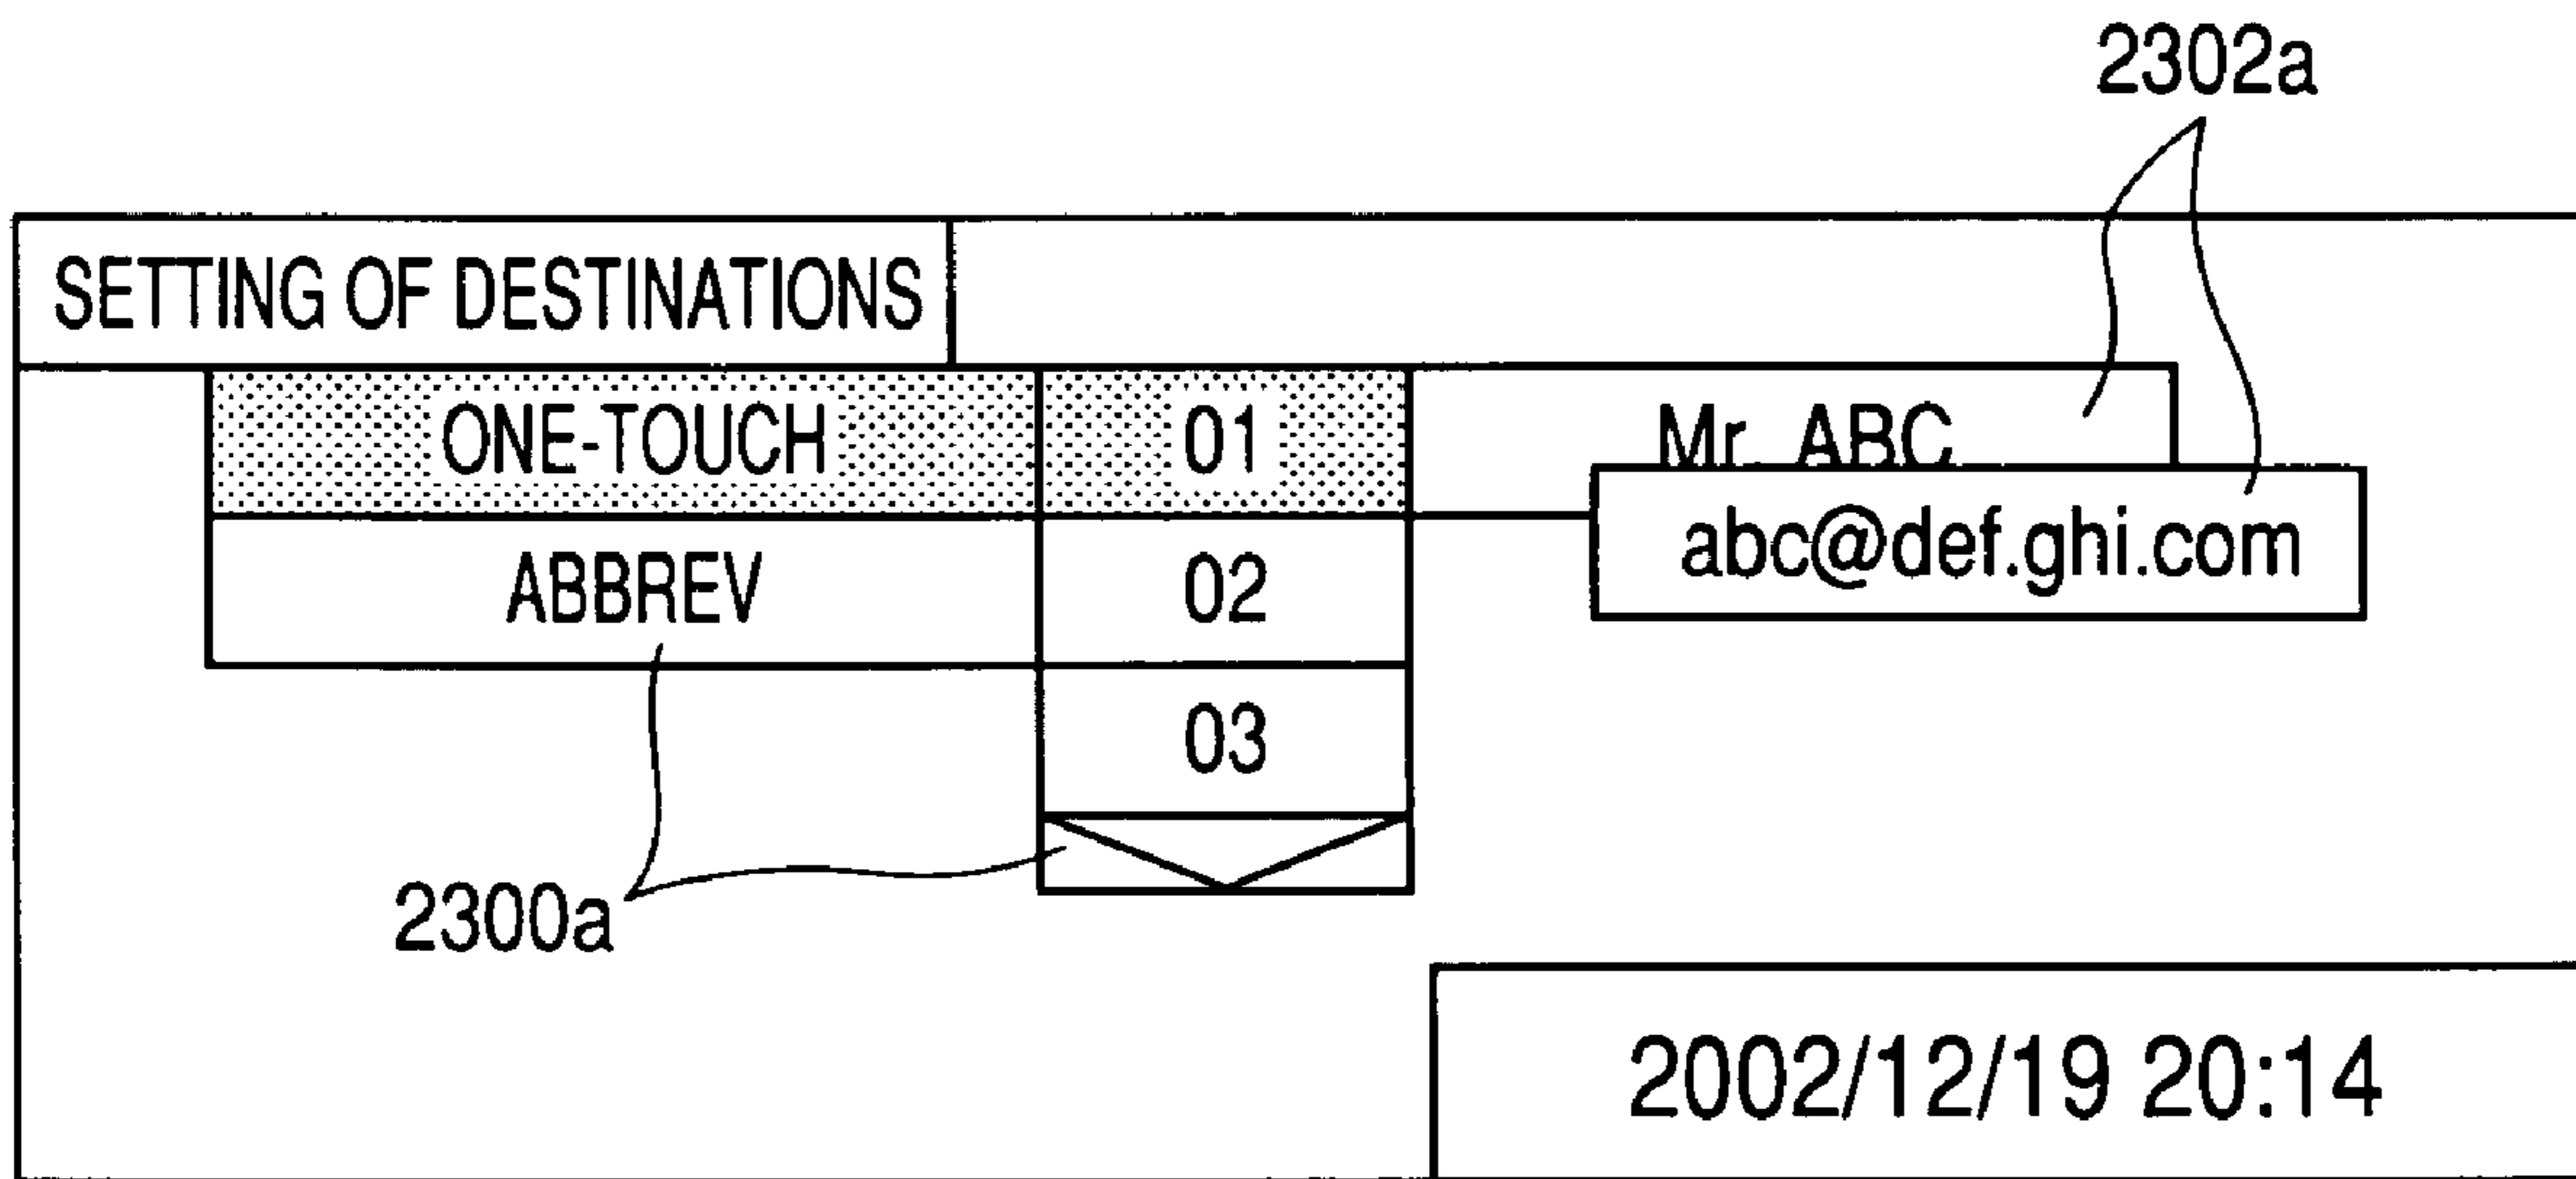 2302a
SETTING OF DESTINATIONS
ONE-TOUCH 01 Mr. ABC
abc@def.ghi.com
ABBREV 02
03
2300a
2002/12/19 20:14